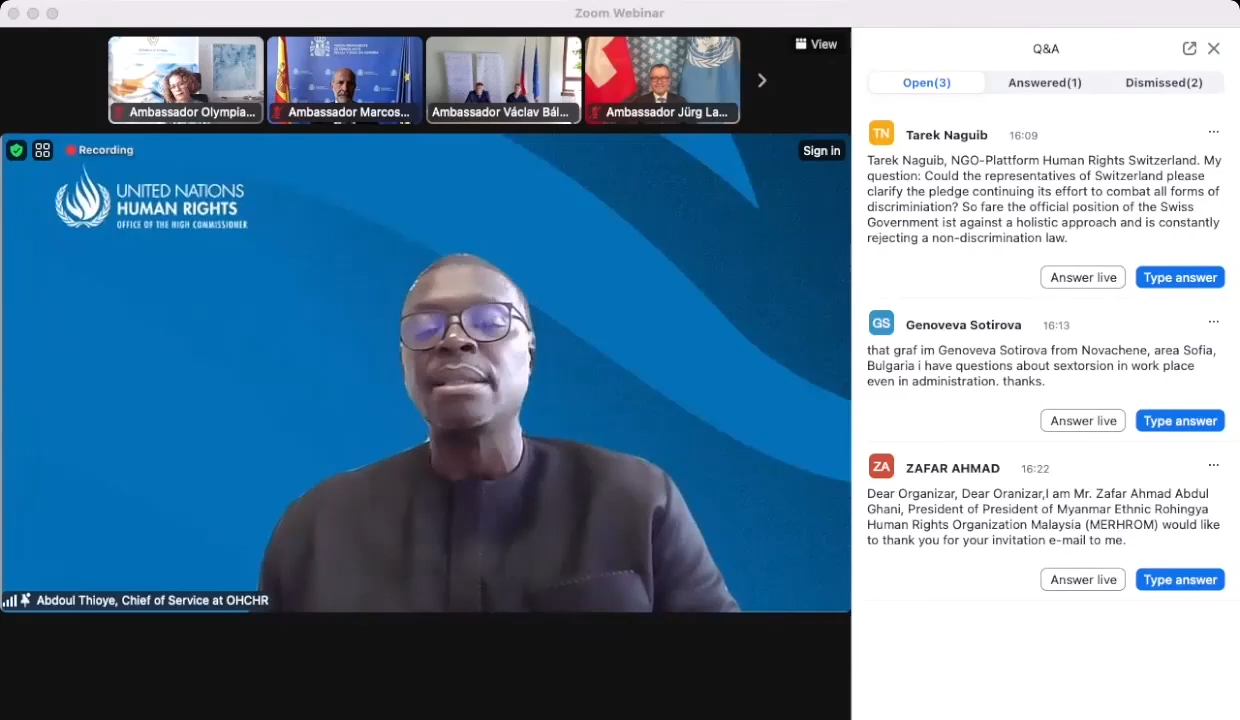 Zoom Webinar
View
Ambassador Olympia...
Ambassador Marcos...
Ambassador Václav Bál...
Ambassador Jürg La...
Recording
Sign in
UNITED NATIONS
HUMAN RIGHTS
OFFICE OF THE HIGH COMMISSIONER
Abdoul Thioye, Chief of Service at OHCHR
Q&A
Open(3)
Answered(1)
Dismissed(2)
TN
Tarek Naguib
16:09
...
Tarek Naguib, NGO-Plattform Human Rights Switzerland. My
question: Could the representatives of Switzerland please
clarify the pledge continuing its effort to combat all forms of
discriminiation? So fare the official position of the Swiss
Government ist against a holistic approach and is constantly
rejecting a non-discrimination law.
Answer live
Type answer
GS
Genoveva Sotirova
16:13
...
that graf im Genoveva Sotirova from Novachene, area Sofia,
Bulgaria i have questions about sextorsion in work place
even in administration. thanks.
Answer live
Type answer
ZA
ZAFAR AHMAD
16:22
...
Dear Organizar, Dear Oranizar,I am Mr. Zafar Ahmad Abdul
Ghani, President of President of Myanmar Ethnic Rohingya
Human Rights Organization Malaysia (MERHROM) would like
to thank you for your invitation e-mail to me.
Answer live
Type answer